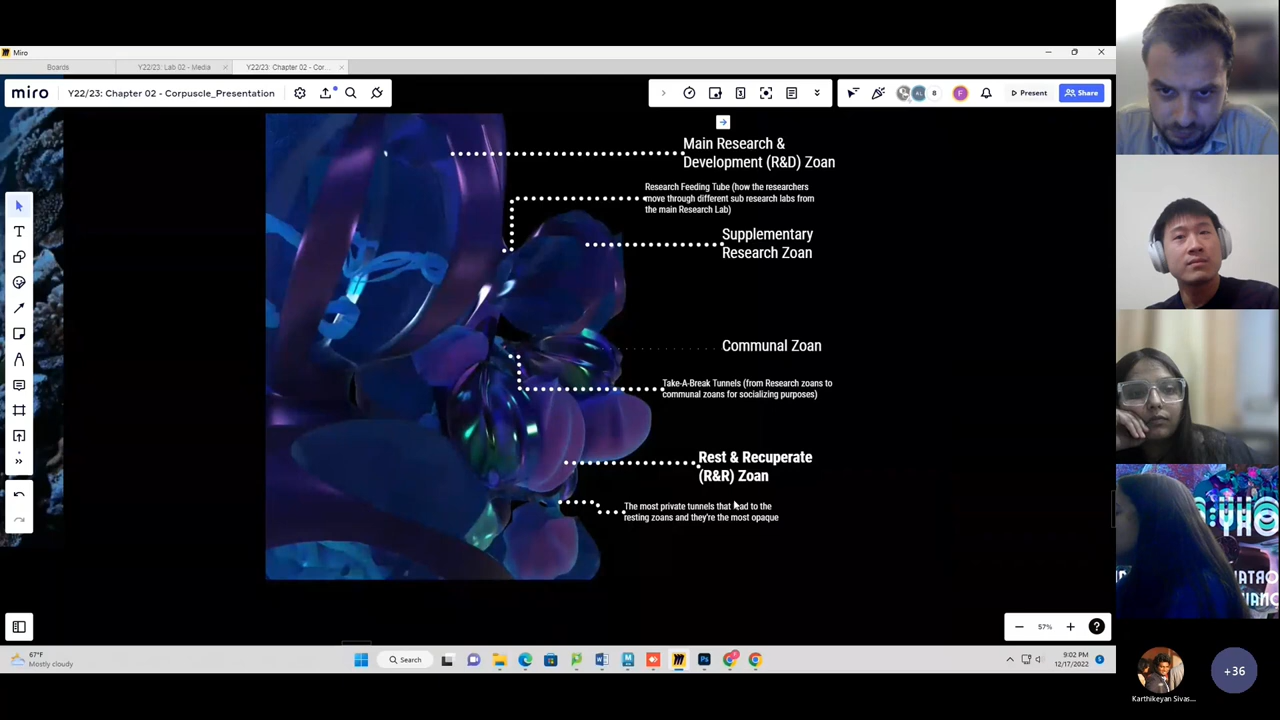 Miro
Boards
Y22/23: Lab 02 - Media
Y22/23: Chapter 02 - Cor...
miro
Y22/23: Chapter 02 - Corpuscle_Presentation
3
AL
8
F
Present
Share
Main Research &
Development (R&D) Zoan
Research Feeding Tube (how the researchers
move through different sub research labs from
the main Research Lab)
Supplementary
Research Zoan
Communal Zoan
Take-A-Break Tunnels (from Research zoans to
communal zoans for socializing purposes)
Rest & Recuperate
(R&R) Zoan
The most private tunnels that lead to the
resting zoans and they're the most opaque
57%
?
67°F
Mostly cloudy
Search
9:02 PM
12/17/2022
Karthikeyan Sivas...
+36